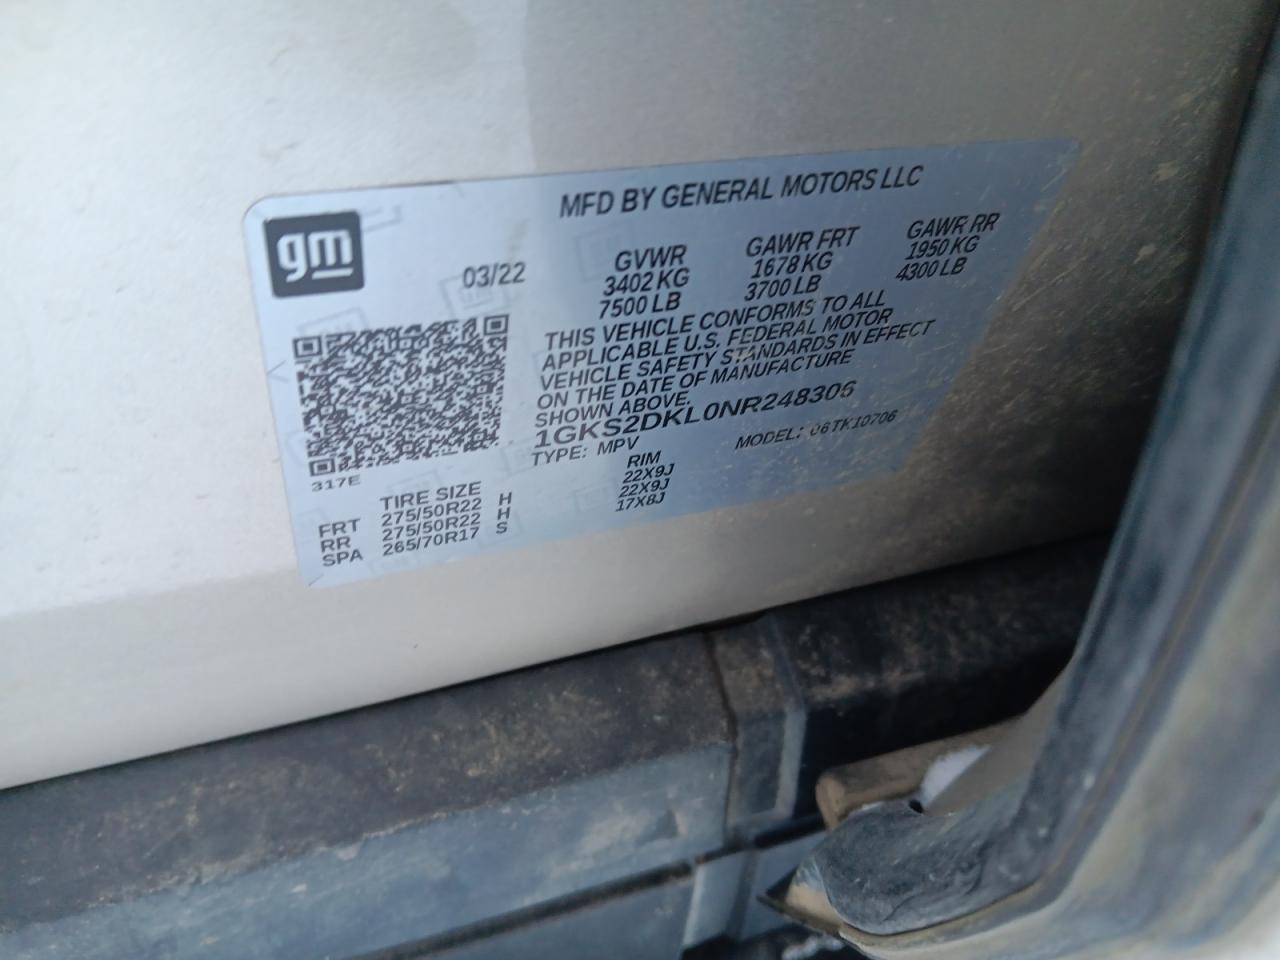 gm
MFD BY GENERAL MOTORS LLC
03/22
GVWR GAWR FRT GAWR RR
3402 KG 1678 KG 1950 KG
7500 LB 3700 LB 4300 LB
THIS VEHICLE CONFORMS TO ALL
APPLICABLE U.S. FEDERAL MOTOR
VEHICLE SAFETY STANDARDS IN EFFECT
ON THE DATE OF MANUFACTURE
SHOWN ABOVE.
1GKS2DKL0NR248306
TYPE: MPV MODEL: 06TK10706
317E
TIRE SIZE RIM
FRT 275/50R22 H 22X9J
RR 275/50R22 H 22X9J
SPA 265/70R17 S 17X8J